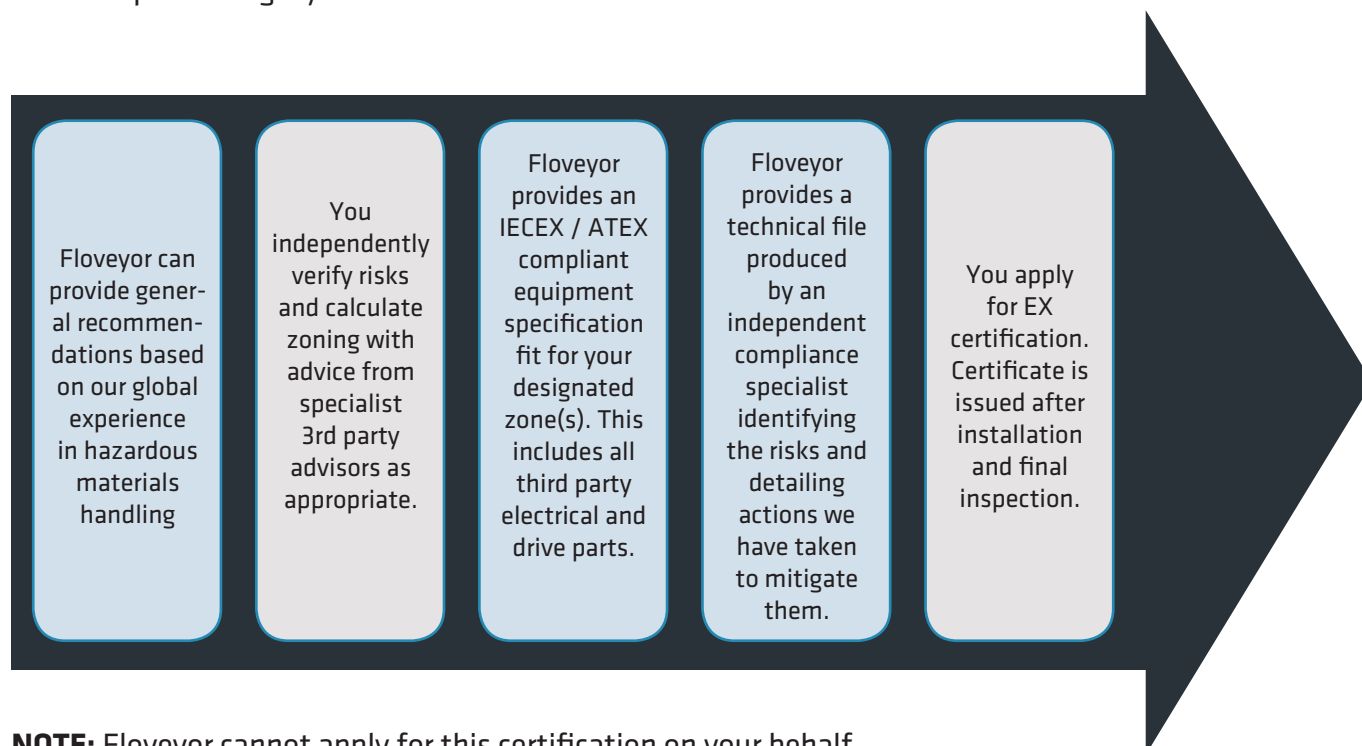 Floveyor can
provide gener-
al recommen-
dations based
on our global
experience
in hazardous
materials
handling
You
independently
verify risks
and calculate
zoning with
advice from
specialist
3rd party
advisors as
appropriate.
Floveyor
provides an
IECEX / ATEX
compliant
equipment
specification
fit for your
designated
zone(s). This
includes all
third party
electrical and
drive parts.
Floveyor
provides a
technical file
produced
by an
independent
compliance
specialist
identifying
the risks and
detailing
actions we
have taken
to mitigate
them.
You apply
for EX
certification.
Certificate is
issued after
installation
and final
inspection.
NOTE: Floveyor cannot apply for this certification on your behalf